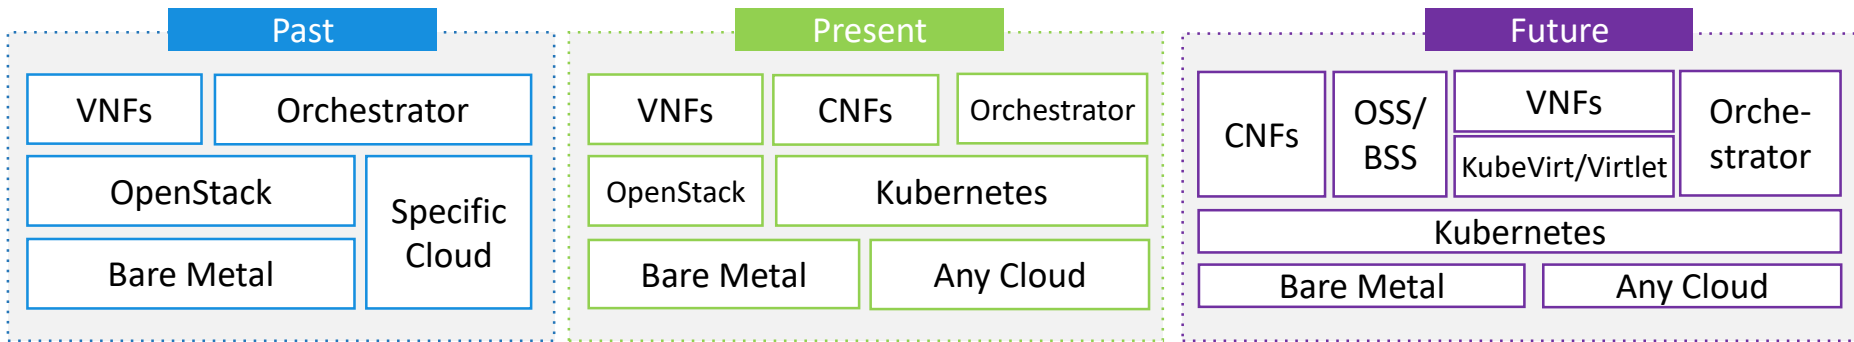 Past
VNFs
Orchestrator
OpenStack
Specific
Cloud
Bare Metal
Present
VNFs
CNFs
Orchestrator
OpenStack
Kubernetes
Bare Metal
Any Cloud
Future
CNFs
OSS/
BSS
VNFs
KubeVirt/Virtlet
Orche-
strator
Kubernetes
Bare Metal
Any Cloud